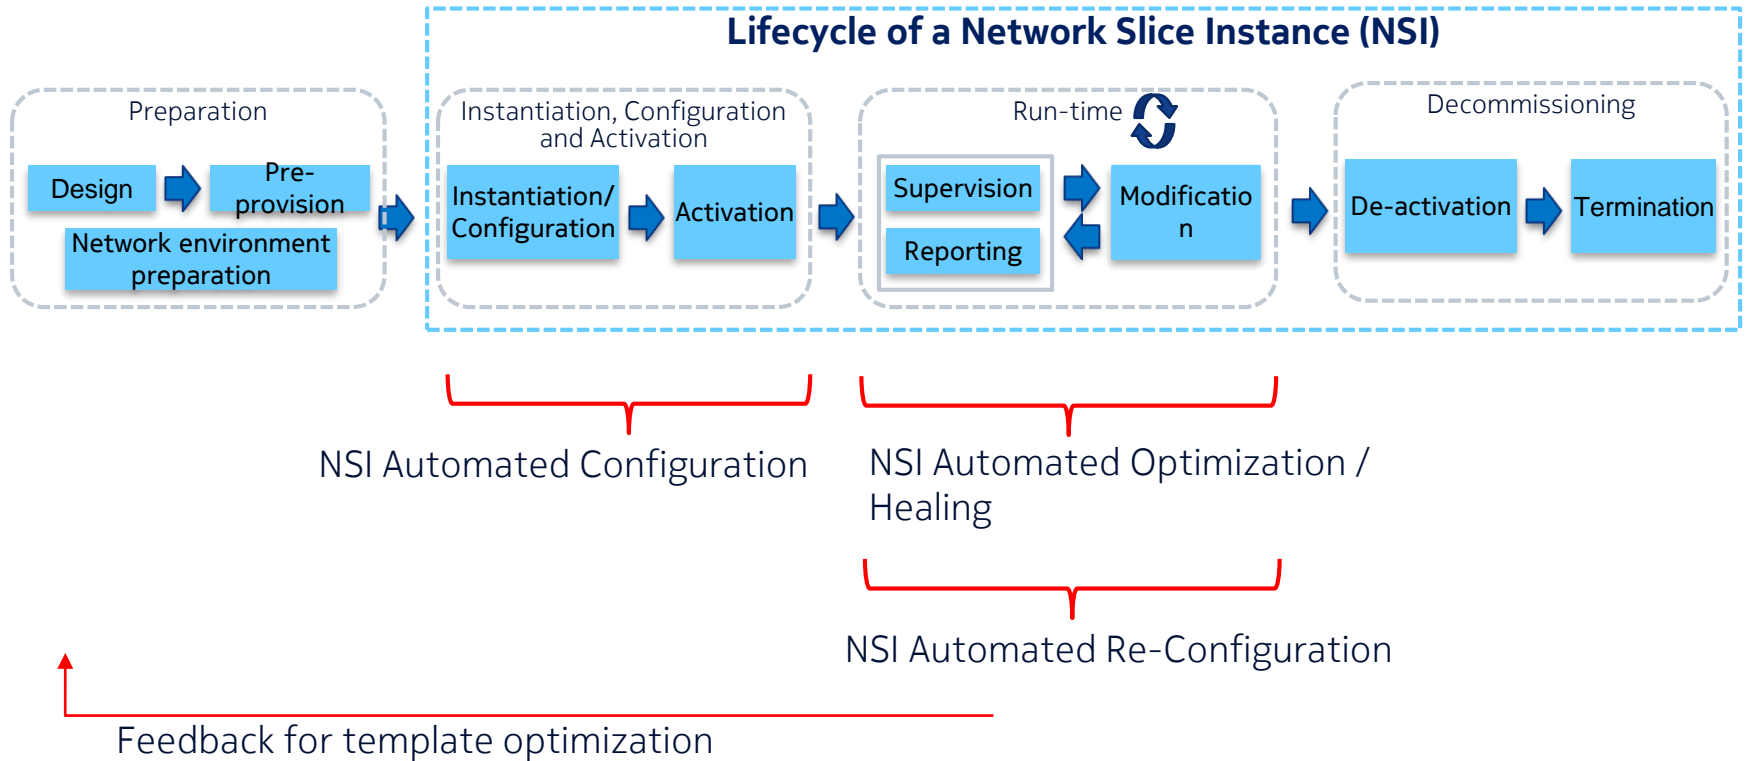 Lifecycle of a Network Slice Instance (NSI)
Preparation
Design
Pre-
provision
Network environment
preparation
Instantiation, Configuration
and Activation
Instantiation/
Configuration
Activation
Run-time
Supervision
Reporting
Modificatio
n
Decommissioning
De-activation
Termination
NSI Automated Configuration
NSI Automated Optimization /
Healing
NSI Automated Re-Configuration
Feedback for template optimization